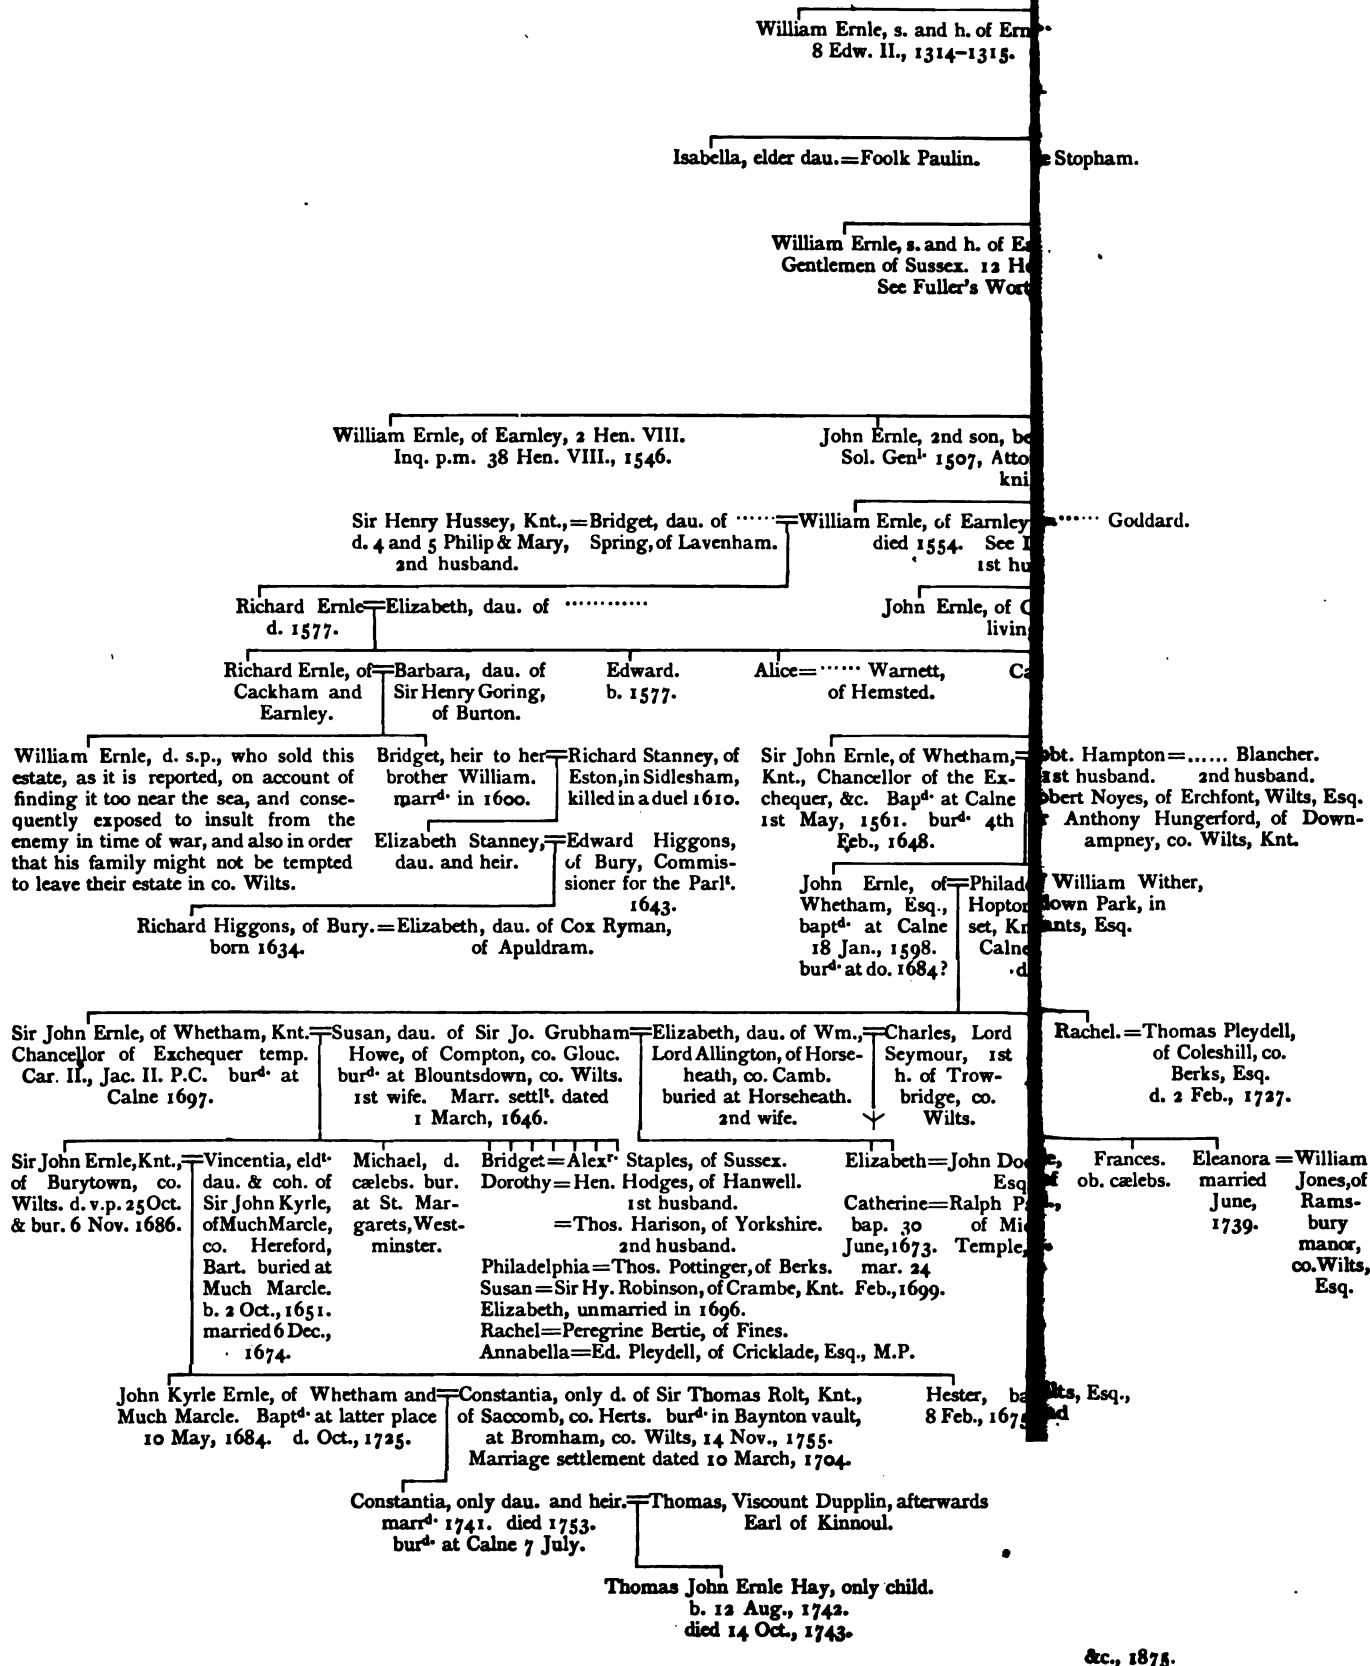 William Ernle, s. and h. of
8 Edw. II., 1314–1315.
Isabella, elder dau.=Foolk Paulin.
Stopham.
William Ernle, s. and h. of
Gentlemen of Sussex. 12
See Fuller's
William Ernle, of Earnley, 2 Hen. VIII.
Inq. p.m. 38 Hen. VIII., 1546.
John Ernle, 2nd son,
Sol. Genl. 1507,
Sir Henry Hussey, Knt.,=Bridget, dau. of ......=William Ernle, of Earnley
...... Goddard.
d. 4 and 5 Philip & Mary, Spring, of Lavenham.
died 1554. See
2nd husband.
1st
Richard Ernle=Elizabeth, dau. of ............
d. 1577.
John Ernle, of
Richard Ernle, of=Barbara, dau. of
Cackham and Sir Henry Goring,
Earnley. of Burton.
Edward.
b. 1577.
Alice=...... Warnett,
of Hemsted.
William Ernle, d. s.p., who sold this
estate, as it is reported, on account of
finding it too near the sea, and conse-
quently exposed to insult from the
enemy in time of war, and also in order
that his family might not be tempted
to leave their estate in co. Wilts.
Bridget, heir to her=Richard Stanney, of
brother William. Eston, in Sidlesham,
marrd. in 1600. killed in a duel 1610.
Sir John Ernle, of Whetham,=
Knt., Chancellor of the Ex-
chequer, &c. Bapd. at Calne
1st May, 1561. burd. 4th
Feb., 1648.
Hampton=...... Blancher.
1st husband. 2nd husband.
Noyes, of Erchfont, Wilts, Esq.
Anthony Hungerford, of Down-
ampney, co. Wilts, Knt.
Elizabeth Stanney,=Edward Higgons,
dau. and heir. of Bury, Commis-
sioner for the Parlt.
1643.
John Ernle, of=
Whetham, Esq.,
baptd. at Calne set,
18 Jan., 1598. Calne
burd. at do. 1684?
William Wither,
Park, in
Esq.
Richard Higgons, of Bury.=Elizabeth, dau. of Cox Ryman,
born 1634. of Apuldram.
Sir John Ernle, of Whetham, Knt.=Susan, dau. of Sir Jo. Grubham=Elizabeth, dau. of Wm.,=Charles, Lord
Chancellor of Exchequer temp. Howe, of Compton, co. Glouc. Lord Allington, of Horse- Seymour, 1st
Car. II., Jac. II. P.C. burd. at burd. at Blountsdown, co. Wilts. heath, co. Camb. h. of Trow-
Calne 1697. 1st wife. Marr. settlt. dated buried at Horseheath. bridge, co.
1 March, 1646. 2nd wife. Wilts.
Rachel.=Thomas Pleydell,
of Coleshill, co.
Berks, Esq.
d. 2 Feb., 1727.
Sir John Ernle, Knt.,=Vincentia, eldt.
of Burytown, co. dau. & coh. of
Wilts. d. v.p. 25 Oct. Sir John Kyrle,
& bur. 6 Nov. 1686. of Much Marcle,
co. Hereford,
Bart. buried at
Much Marcle.
b. 2 Oct., 1651.
married 6 Dec.,
1674.
Michael, d.
cælebs. bur.
at St. Mar-
garets, West-
minster.
Bridget=Alexr. Staples, of Sussex.
Dorothy=Hen. Hodges, of Hanwell.
1st husband.
=Thos. Harison, of Yorkshire.
2nd husband.
Philadelphia=Thos. Pottinger, of Berks.
Susan=Sir Hy. Robinson, of Crambe, Knt.
Elizabeth, unmarried in 1696.
Rachel=Peregrine Bertie, of Fines.
Annabella=Ed. Pleydell, of Cricklade, Esq., M.P.
Elizabeth=John
Esq
Catherine=Ralph
bap. 30 of
June, 1673. Temple,
mar. 24
Feb., 1699.
Frances.
ob. cælebs.
Eleanora=William
married Jones, of
June, Rams-
1739. bury
manor,
co. Wilts,
Esq.
John Kyrle Ernle, of Whetham and=Constantia, only d. of Sir Thomas Rolt, Knt.,
Much Marcle. Baptd. at latter place of Saccomb, co. Herts. burd. in Baynton vault,
10 May, 1684. d. Oct., 1725. at Bromham, co. Wilts, 14 Nov., 1755.
Marriage settlement dated 10 March, 1704.
Hester,
8 Feb.,
Esq.,
Constantia, only dau. and heir.=Thomas, Viscount Dupplin, afterwards
marrd. 1741. died 1753. Earl of Kinnoul.
burd. at Calne 7 July.
Thomas John Ernle Hay, only child.
b. 12 Aug., 1742.
died 14 Oct., 1743.
&c., 1875.